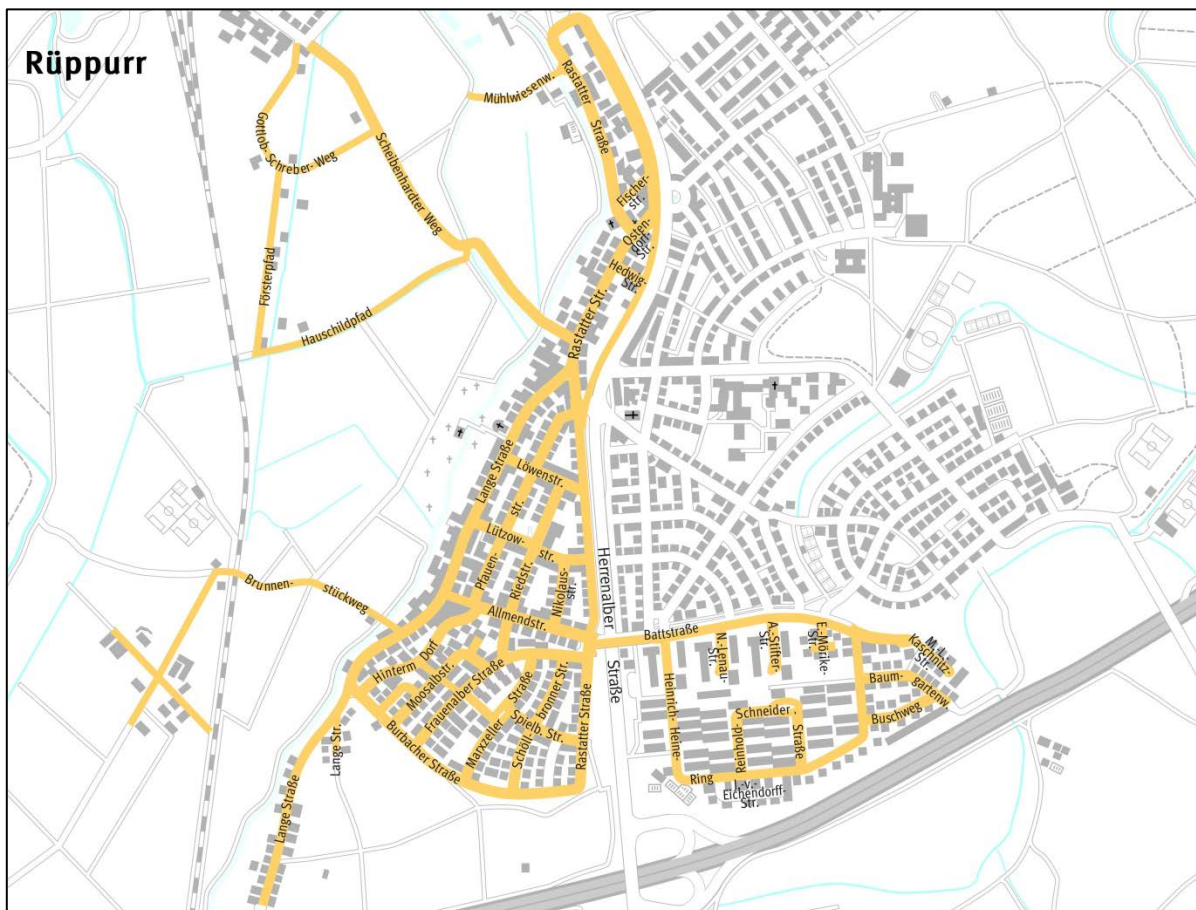 Rüppurr
Mühlwiesenw.
Rastatter
Straße
Gottlob-Schreber-Weg
Scheibenhardter Weg
Fischer-
str.
Osten-
dorf-
Str.
Hedwig-
Str.
Försterpfad
Hauschildpfad
Rastatter Str.
Lange Straße
Löwenstr.
Lützow-
str.
Pfauen-
str.
Riedstr.
Nikolaus-
str.
Herrenalber
Straße
Brunnen-
stückweg
Allmendstr.
Battstraße
N.-Lenau-
Str.
A.-Stifter-
Str.
E.-Mörike-
Str.
M.-L.
Kaschnitz-
Str.
Hinterm Dorf
Moosalbstr.
Frauenalber Straße
Burbacher Straße
Marxzeller
Straße
Spielb. Str.
Schöll-
bronner Str.
Rastatter Straße
Heinrich-Heine-
Ring
Baum-
gartenw.
Buschweg
Reinhold-
Schneider.
Straße
J.-v.-
Eichendorff-
Str.
Lange Str.
Lange Straße